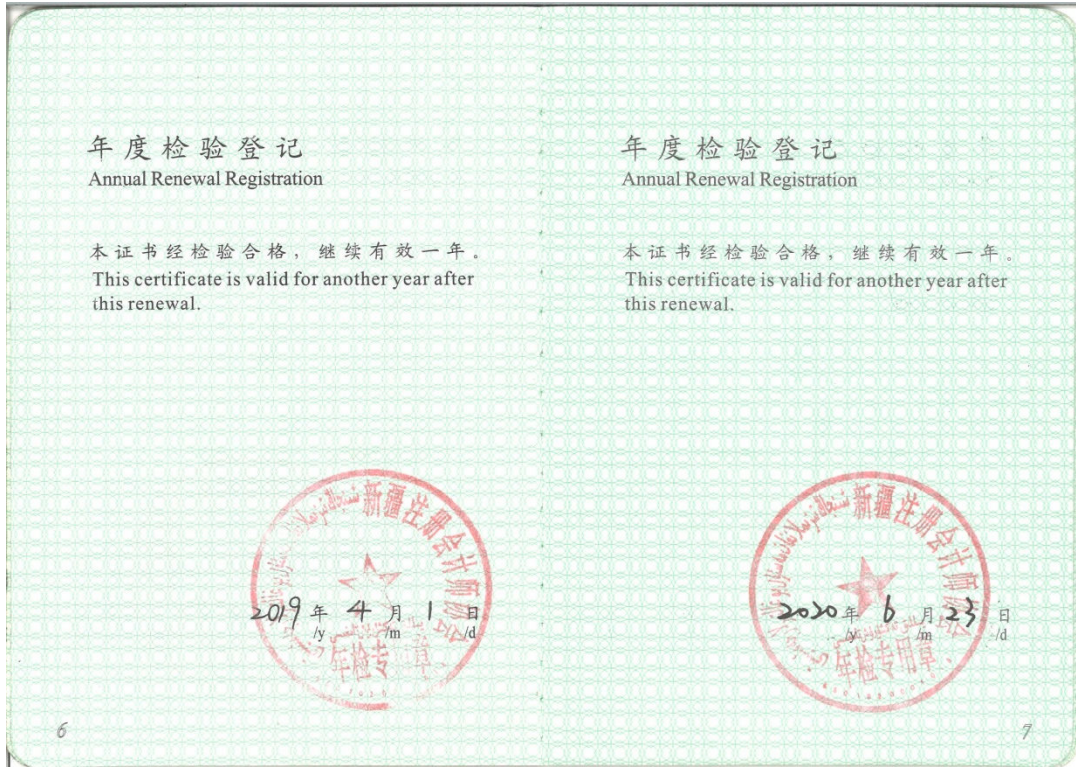 年度检验登记
Annual Renewal Registration
本证书经检验合格，继续有效一年。
This certificate is valid for another year after
this renewal.
新疆注册会计师协会
2019年 4月 1日
/y /m /d
年检专用章
6
年度检验登记
Annual Renewal Registration
本证书经检验合格，继续有效一年。
This certificate is valid for another year after
this renewal.
新疆注册会计师协会
2020年 6月 23日
/y /m /d
年检专用章
7